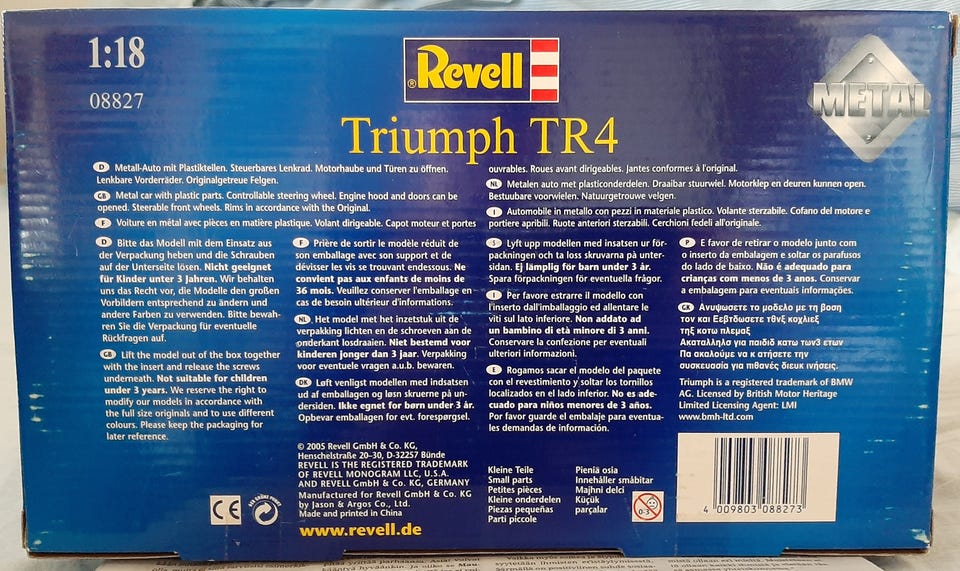 1:18
08827
®Revell
METAL
Triumph TR4
D Metall-Auto mit Plastikteilen. Steuerbares Lenkrad. Motorhaube und Türen zu öffnen.
Lenkbare Vorderräder. Originalgetreue Felgen.
GB Metal car with plastic parts. Controllable steering wheel. Engine hood and doors can be
opened. Steerable front wheels. Rims in accordance with the Original.
F Voiture en métal avec pièces en matière plastique. Volant dirigeable. Capot moteur et portes
ouvrables. Roues avant dirigeables. Jantes conformes à l'original.
NL Metalen auto met plasticonderdelen. Draaibar stuurwiel. Motorklep en deuren kunnen open.
Bestuurbare voorwielen. Natuurgetrouwe velgen.
I Automobile in metallo con pezzi in materiale plastico. Volante sterzabile. Cofano del motore e
portiere apribili. Ruote anteriori sterzabili. Cerchioni fedeli all'originale.
D Bitte das Modell mit dem Einsatz aus
der Verpackung heben und die Schrauben
auf der Unterseite lösen. Nicht geeignet
für Kinder unter 3 Jahren. Wir behalten
uns das Recht vor, die Modelle den großen
Vorbildern entsprechend zu ändern und
andere Farben zu verwenden. Bitte bewah-
ren Sie die Verpackung für eventuelle
Rückfragen auf.
GB Lift the model out of the box together
with the insert and release the screws
underneath. Not suitable for children
under 3 years. We reserve the right to
modify our models in accordance with
the full size originals and to use different
colours. Please keep the packaging for
later reference.
F Prière de sortir le modèle réduit de
son emballage avec son support et de
dévisser les vis se trouvant endessous. Ne
convient pas aux enfants de moins de
36 mois. Veuillez conserver l'emballage en
cas de besoin ultérieur d'informations.
NL Het model met het inzetstuk uit de
verpakking lichten en de schroeven aan de
onderkant losdraaien. Niet bestemd voor
kinderen jonger dan 3 jaar. Verpakking
voor eventuele vragen a.u.b. bewaren.
DK Løft venligst modellen med indsatsen
ud af emballagen og løsn skruerne på un-
dersiden. Ikke egnet for børn under 3 år.
Opbevar emballagen for evt. forespørgsel.
S Lyft upp modellen med insatsen ur för-
packningen och ta loss skruvarna på under-
sidan. Ej lämplig för barn under 3 år.
Spara förpackningen för eventuella frågor.
I Per favore estrarre il modello con
l'inserto dall'imballaggio ed allentare le
viti sul lato inferiore. Non addato ad
un bambino di età minore di 3 anni.
Conservare la confezione per eventuali
ulteriori informazioni.
E Rogamos sacar el modelo del paquete
con el revestimiento y soltar los tornillos
localizados en el lado inferior. No es ade-
cuado para niños menores de 3 años.
Por favor guarde el embalaje para eventua-
les demandas de información.
P E favor de retirar o modelo junto com
o inserto da embalagem e soltar os parafusos
do lado de baixo. Não é adequado para
crianças com menos de 3 anos. Conservar
a embalagem para eventuais informações.
GR Ανυψωσετε το μοδελο με τη βοση
τον και Εεβτδωσετε τθνξ κοχλιεξ
τηξ κοτω πλεμαξ
Ακαταλληλο για παιδιά κατω των3 ετων
Πα ακαλούμε να κ ατήσετε την
συσκευασία για πιθανές διευκ ινήσεις.
Triumph is a registered trademark of BMW
AG. Licensed by British Motor Heritage
Limited Licensing Agent: LMI
www.bmh-ltd.com
© 2005 Revell GmbH & Co. KG,
Henschelstraße 20–30, D-32257 Bünde
REVELL IS THE REGISTERED TRADEMARK
OF REVELL MONOGRAM LLC, U.S.A.
AND REVELL GmbH & Co. KG, GERMANY
Manufactured for Revell GmbH & Co. KG
by Jason & Argos Co., Ltd.
Made and printed in China
www.revell.de
CE
DER GRÜNE PUNKT
Kleine Teile
Small parts
Petites pièces
Kleine onderdelen
Piezas pequeñas
Parti piccole
Pieniä osia
Innehåller småbitar
Majhni delci
Küçük
parçalar
0-3
4 009803 088273